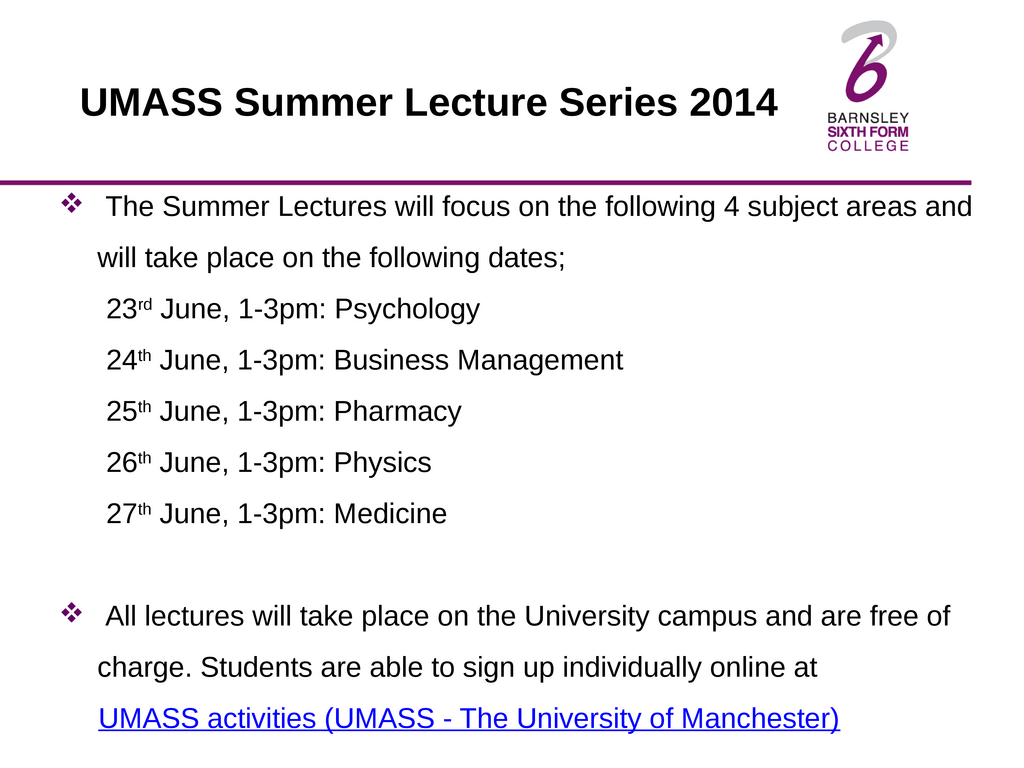 UMASS Summer Lecture Series 2014
BARNSLEY
SIXTH FORM
COLLEGE
❖ The Summer Lectures will focus on the following 4 subject areas and
will take place on the following dates;
23rd June, 1-3pm: Psychology
24th June, 1-3pm: Business Management
25th June, 1-3pm: Pharmacy
26th June, 1-3pm: Physics
27th June, 1-3pm: Medicine
❖ All lectures will take place on the University campus and are free of
charge. Students are able to sign up individually online at
UMASS activities (UMASS - The University of Manchester)